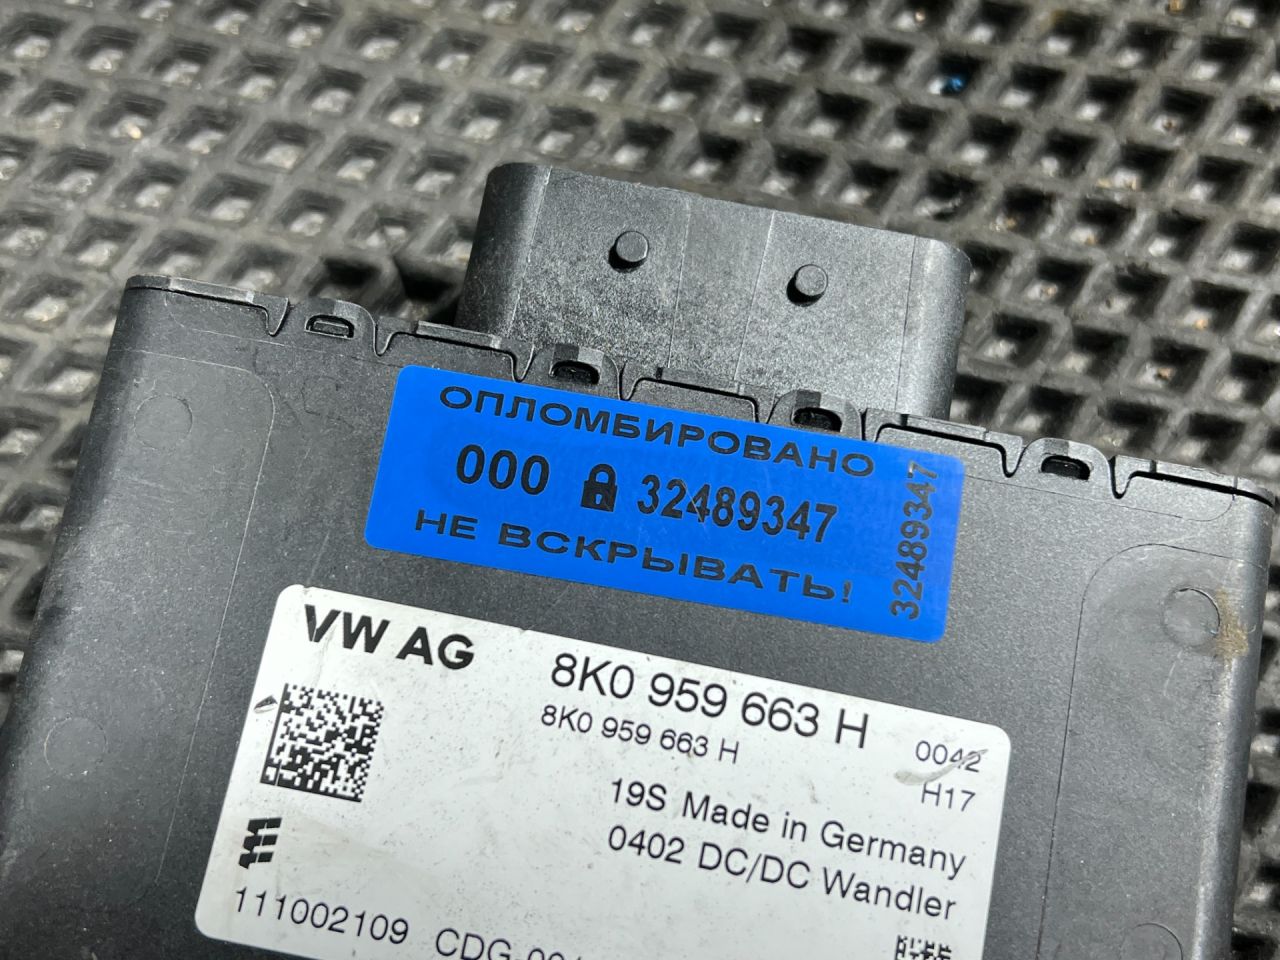 ОПЛОМБИРОВАНО
000 32489347
НЕ ВСКРЫВАТЬ!
32489347
VW AG
8K0 959 663 H
8K0 959 663 H
0042
H17
19S Made in Germany
0402 DC/DC Wandler
111002109